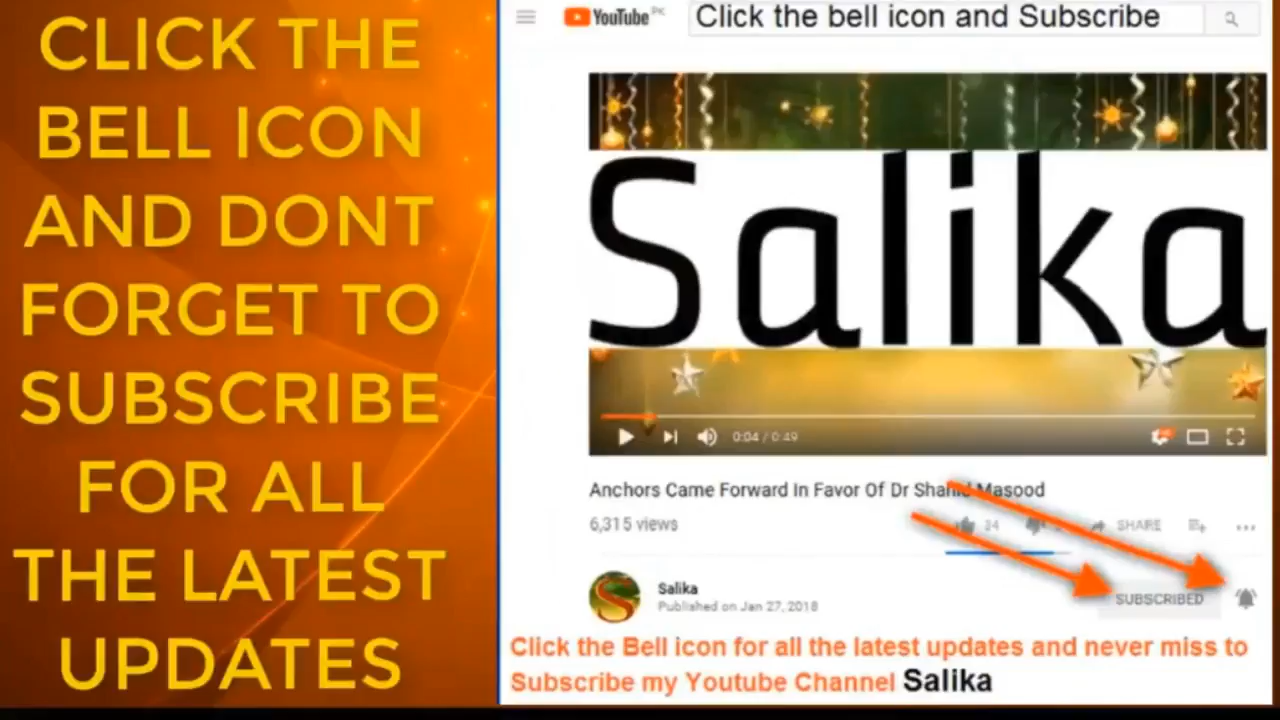 CLICK THE
BELL ICON
AND DONT
FORGET TO
SUBSCRIBE
FOR ALL
THE LATEST
UPDATES
YouTube PK
Click the bell icon and Subscribe
Salika
0:04 / 0:49
Anchors Came Forward In Favor Of Dr Shahid Masood
6,315 views
24
SHARE
Salika
Published on Jan 27, 2018
SUBSCRIBED
Click the Bell icon for all the latest updates and never miss to
Subscribe my Youtube Channel Salika